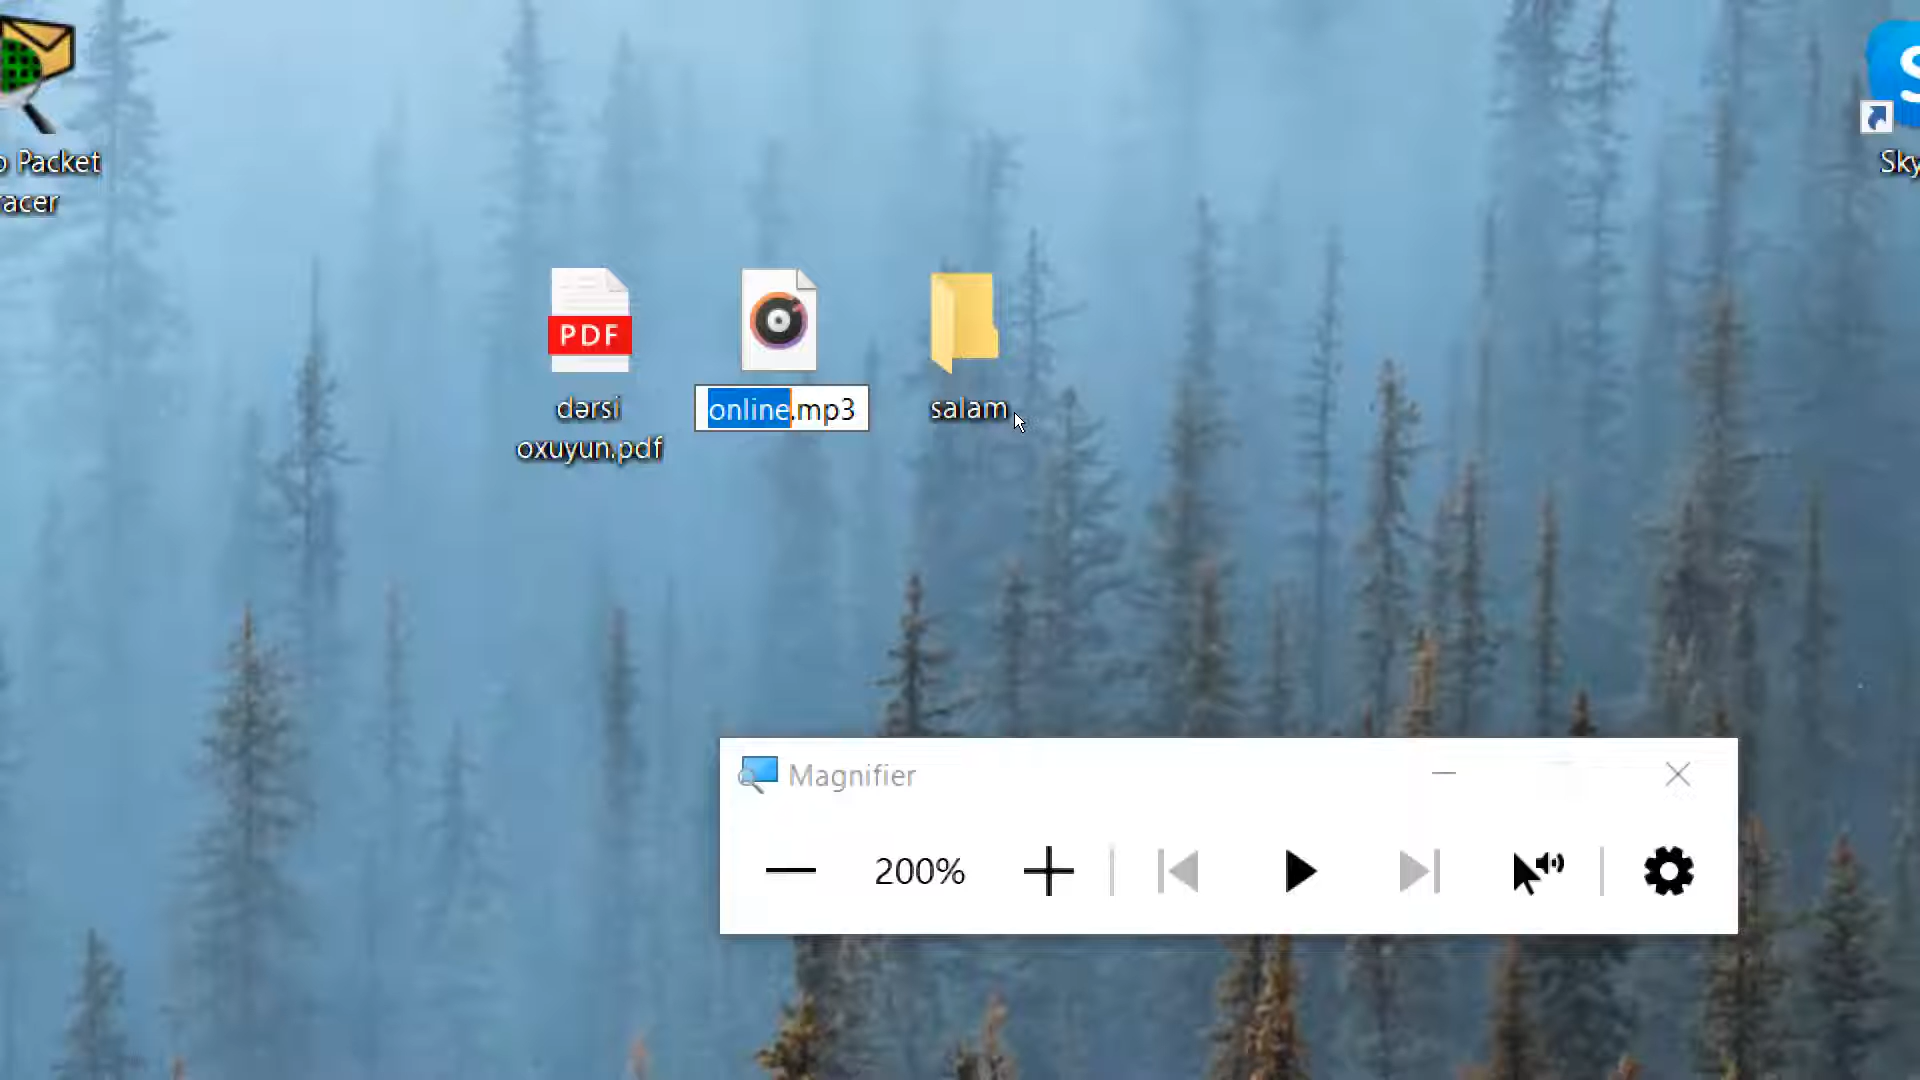 Packet
acer
Sky
PDF
dərsi
oxuyun.pdf
online.mp3
salam
Magnifier
200%